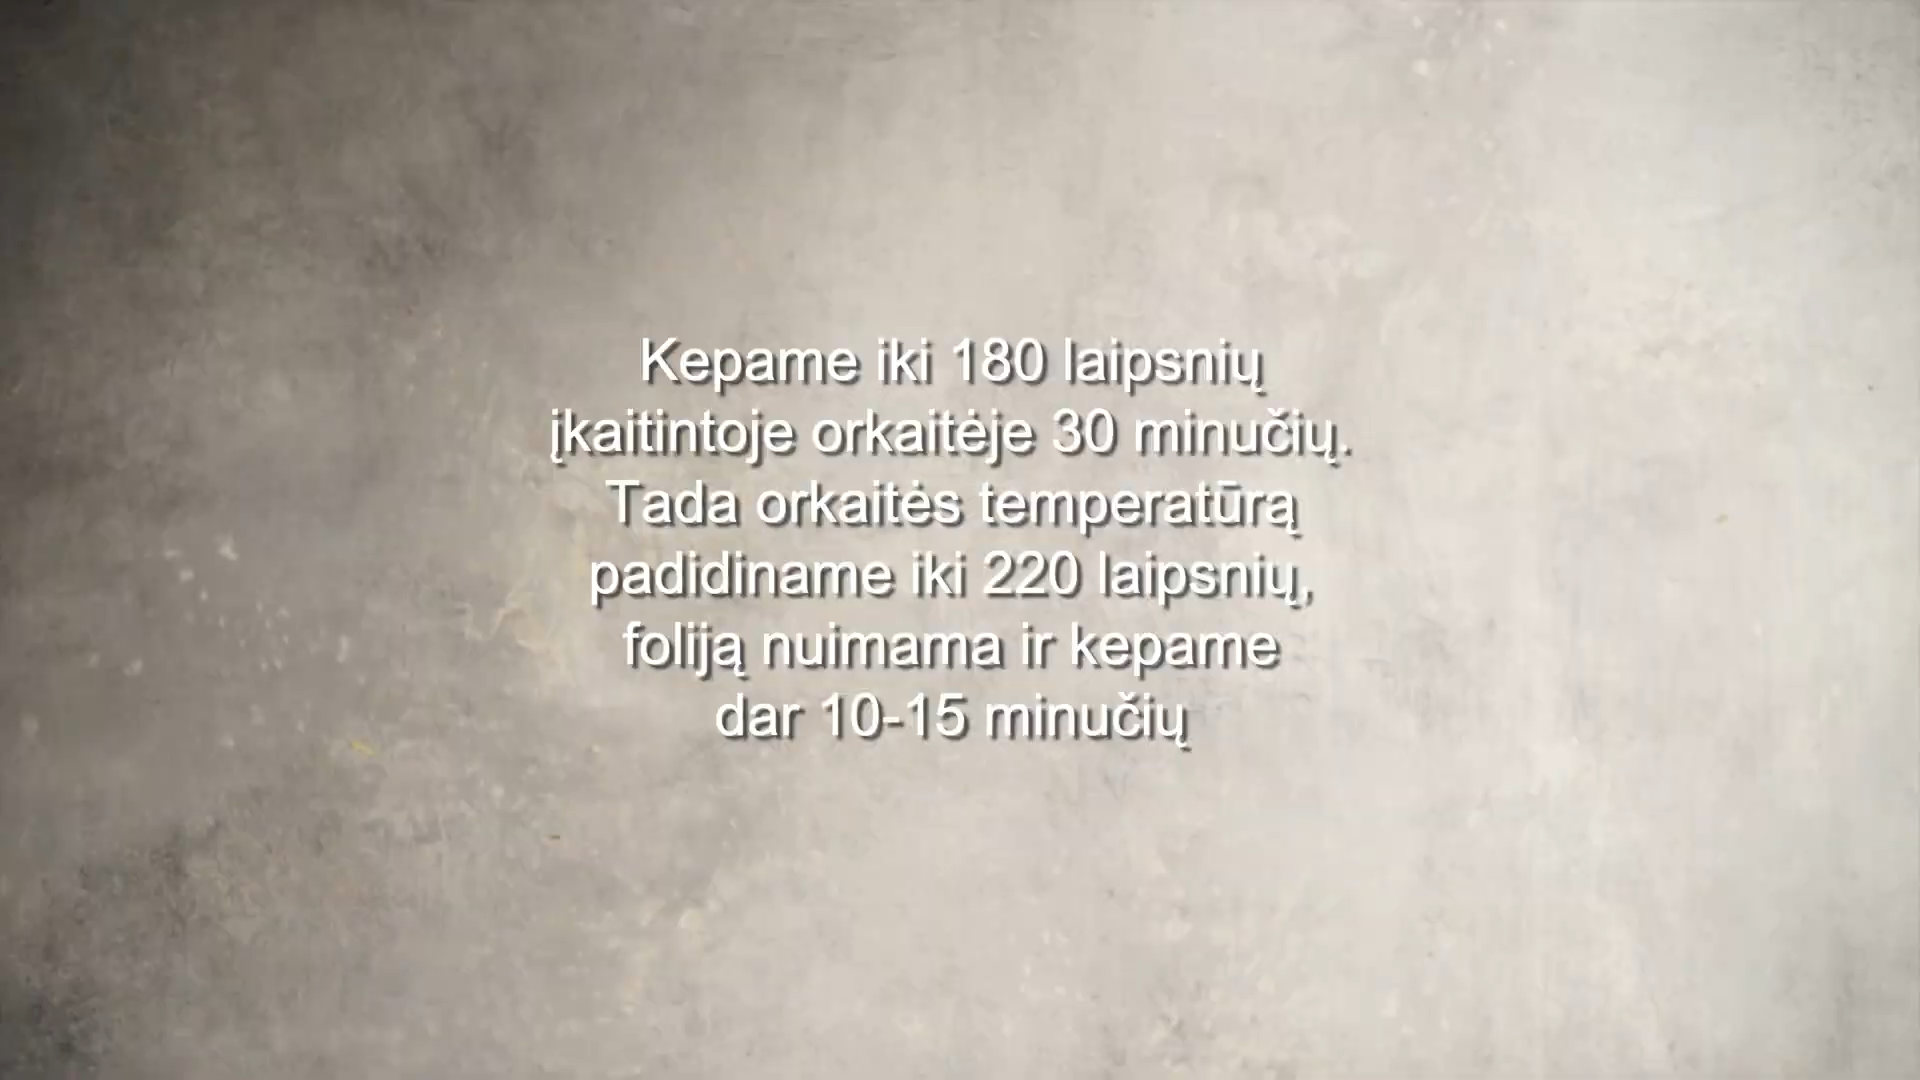 Kepame iki 180 laipsnių
įkaitintoje orkaitėje 30 minučių.
Tada orkaitės temperatūrą
padidiname iki 220 laipsnių,
foliją nuimama ir kepame
dar 10-15 minučių